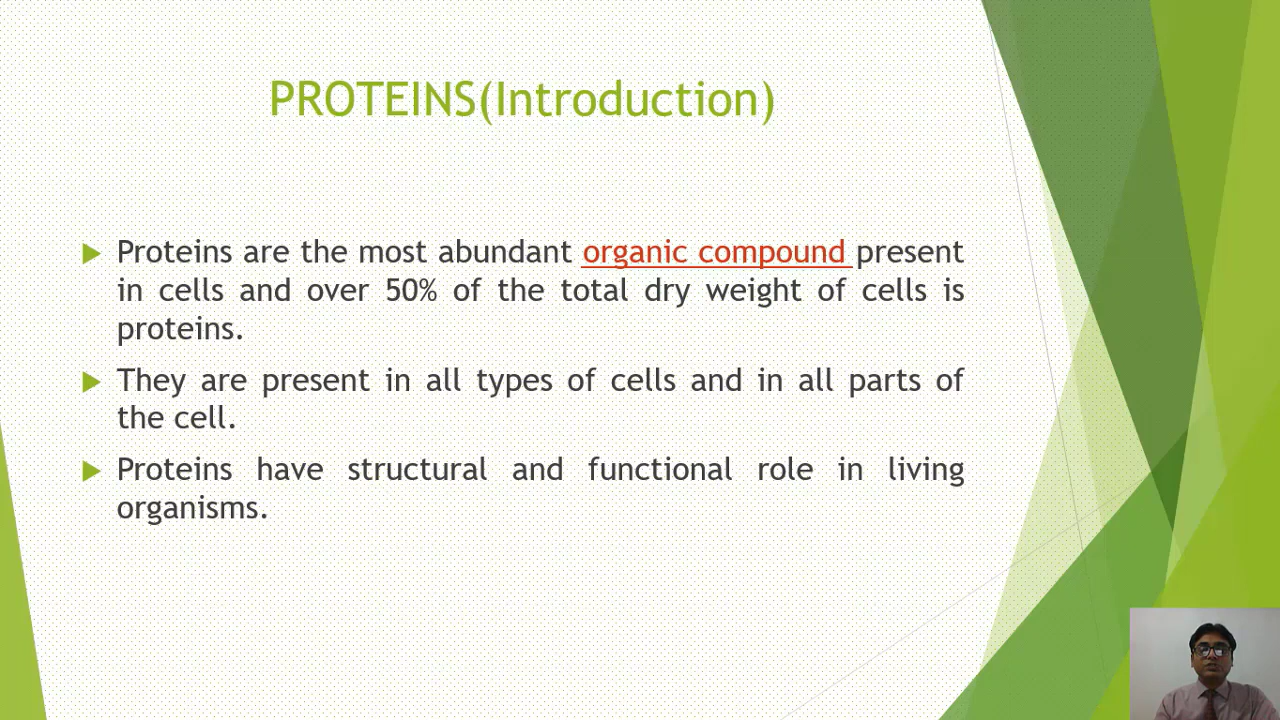 PROTEINS(Introduction)
Proteins are the most abundant organic compound present
in cells and over 50% of the total dry weight of cells is
proteins.
They are present in all types of cells and in all parts of
the cell.
Proteins have structural and functional role in living
organisms.